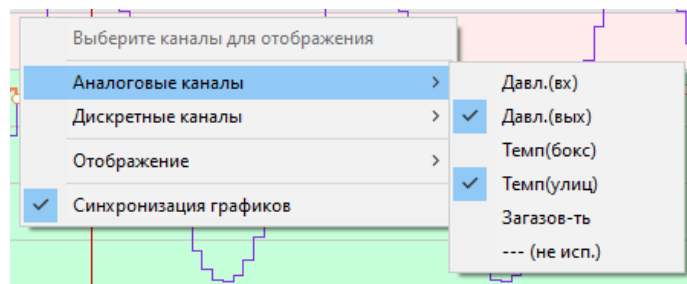 Выберите каналы для отображения
Аналоговые каналы
Дискретные каналы
Отображение
Синхронизация графиков
Давл.(вх)
Давл.(вых)
Темп(бокс)
Темп(улиц)
Загазов-ть
--- (не исп.)